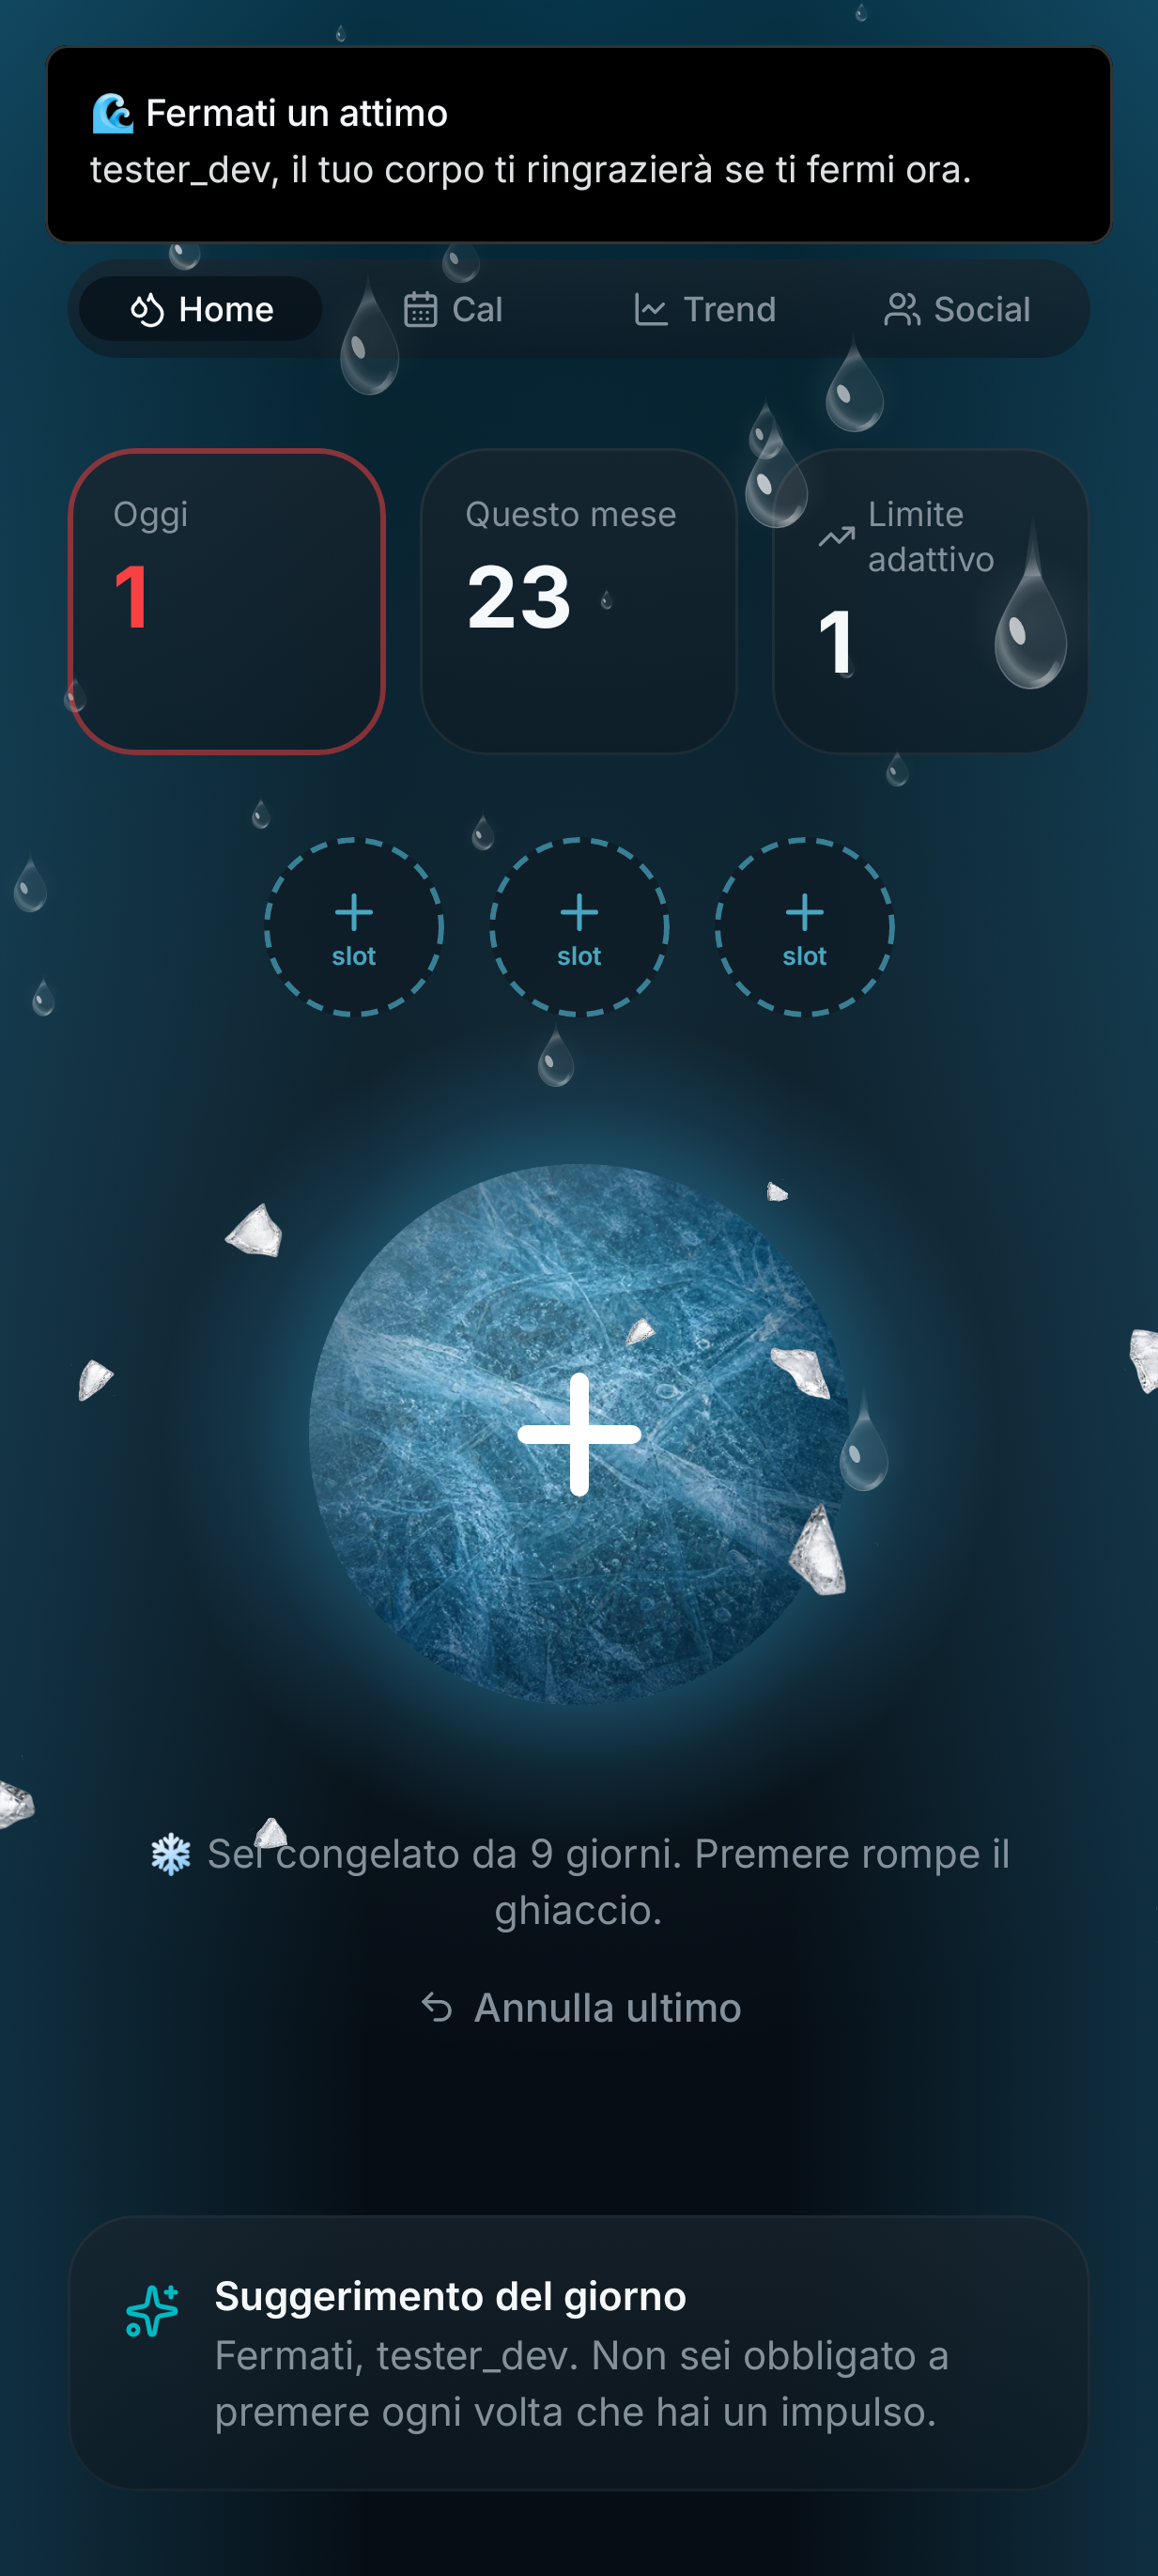 🌊 Fermati un attimo
tester_dev, il tuo corpo ti ringrazierà se ti fermi ora.
Home
Cal
Trend
Social
Oggi
1
Questo mese
23
Limite
adattivo
1
slot
slot
slot
❄️ Sei congelato da 9 giorni. Premere rompe il
ghiaccio.
Annulla ultimo
Suggerimento del giorno
Fermati, tester_dev. Non sei obbligato a
premere ogni volta che hai un impulso.